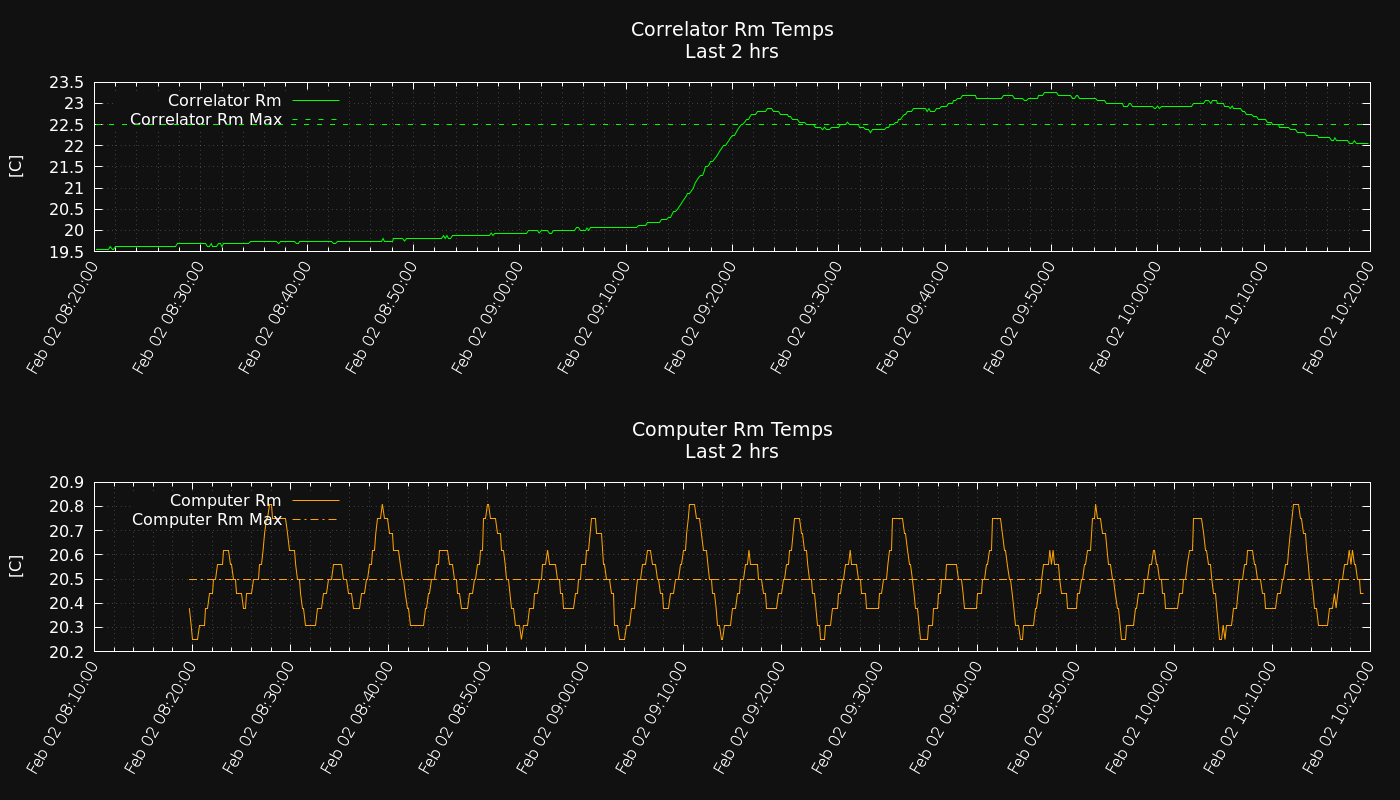 Correlator Rm Temps
Last 2 hrs
23.5
23
22.5
22
21.5
21
20.5
20
19.5
[C]
Correlator Rm
Correlator Rm Max
Feb 02 08:20:00
Feb 02 08:30:00
Feb 02 08:40:00
Feb 02 08:50:00
Feb 02 09:00:00
Feb 02 09:10:00
Feb 02 09:20:00
Feb 02 09:30:00
Feb 02 09:40:00
Feb 02 09:50:00
Feb 02 10:00:00
Feb 02 10:10:00
Feb 02 10:20:00
Computer Rm Temps
Last 2 hrs
20.9
20.8
20.7
20.6
20.5
20.4
20.3
20.2
[C]
Computer Rm
Computer Rm Max
Feb 02 08:10:00
Feb 02 08:20:00
Feb 02 08:30:00
Feb 02 08:40:00
Feb 02 08:50:00
Feb 02 09:00:00
Feb 02 09:10:00
Feb 02 09:20:00
Feb 02 09:30:00
Feb 02 09:40:00
Feb 02 09:50:00
Feb 02 10:00:00
Feb 02 10:10:00
Feb 02 10:20:00